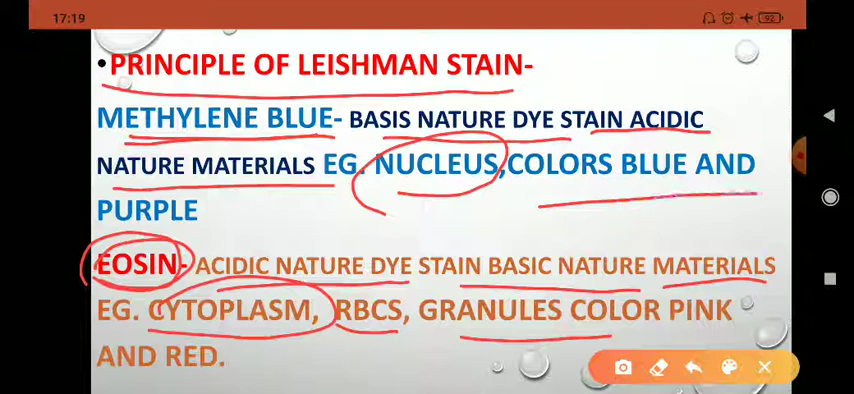 17:19
92
•PRINCIPLE OF LEISHMAN STAIN-
METHYLENE BLUE- BASIS NATURE DYE STAIN ACIDIC
NATURE MATERIALS EG. NUCLEUS,COLORS BLUE AND
PURPLE
EOSIN- ACIDIC NATURE DYE STAIN BASIC NATURE MATERIALS
EG. CYTOPLASM, RBCS, GRANULES COLOR PINK
AND RED.